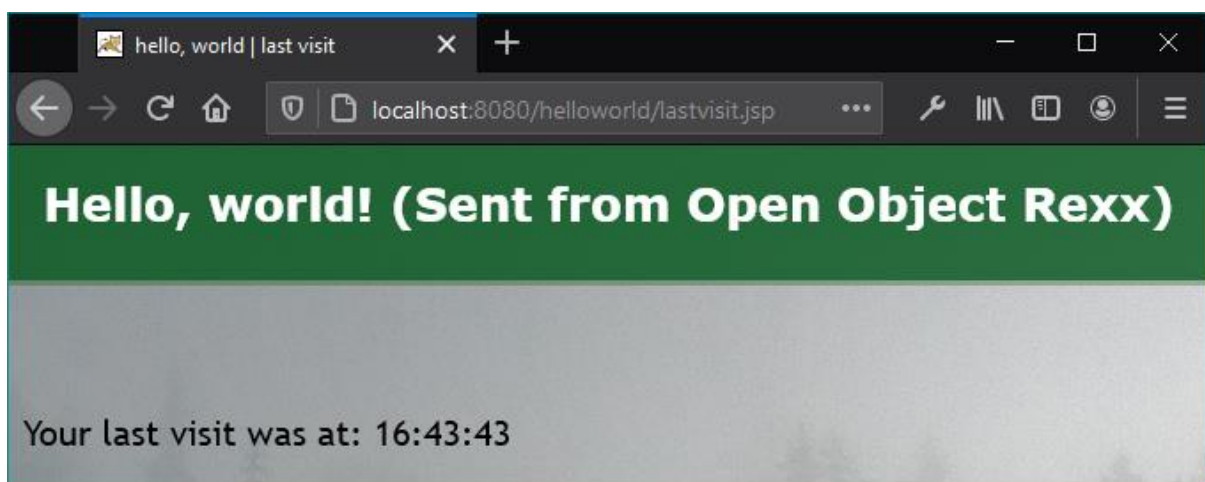 hello, world | last visit
localhost:8080/helloworld/lastvisit.jsp
Hello, world! (Sent from Open Object Rexx)
Your last visit was at: 16:43:43